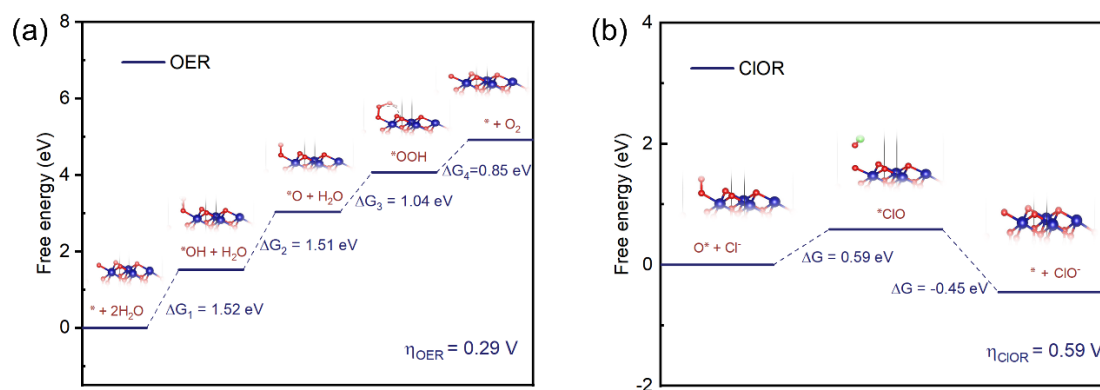 (a)
Free energy (eV)
8
6
4
2
0
OER
* + 2H₂O
ΔG₁ = 1.52 eV
*OH + H₂O
ΔG₂ = 1.51 eV
*O + H₂O
ΔG₃ = 1.04 eV
*OOH
ΔG₄=0.85 eV
* + O₂
ηOER = 0.29 V
(b)
Free energy (eV)
4
2
0
-2
ClOR
O* + Cl⁻
ΔG = 0.59 eV
*ClO
ΔG = -0.45 eV
* + ClO⁻
ηClOR = 0.59 V